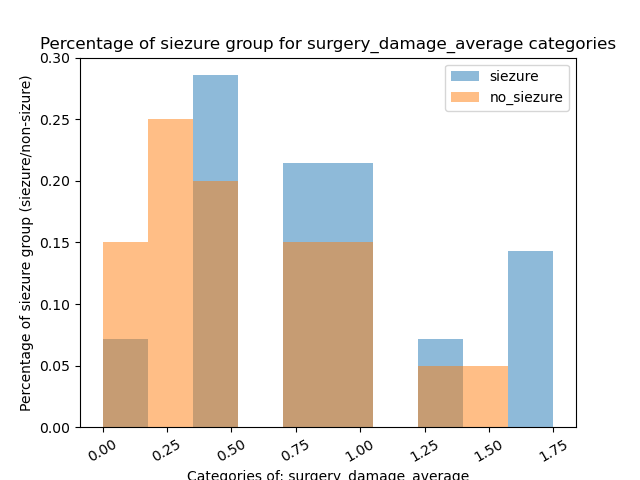 Percentage of siezure group for surgery_damage_average categories
siezure
no_siezure
Percentage of siezure group (siezure/non-sizure)
0.30
0.25
0.20
0.15
0.10
0.05
0.00
0.00 0.25 0.50 0.75 1.00 1.25 1.50 1.75
Categories of: surgery_damage_average